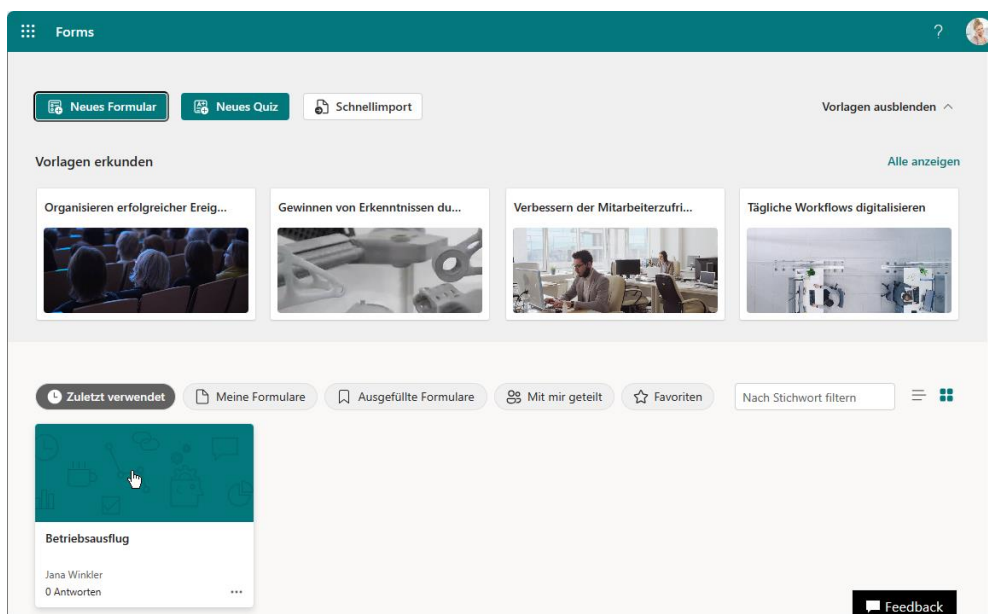 Forms
?
Neues Formular
Neues Quiz
Schnellimport
Vorlagen ausblenden
Vorlagen erkunden
Alle anzeigen
Organisieren erfolgreicher Ereig...
Gewinnen von Erkenntnissen du...
Verbessern der Mitarbeiterzufri...
Tägliche Workflows digitalisieren
Zuletzt verwendet
Meine Formulare
Ausgefüllte Formulare
Mit mir geteilt
Favoriten
Nach Stichwort filtern
Betriebsausflug
Jana Winkler
0 Antworten
...
Feedback